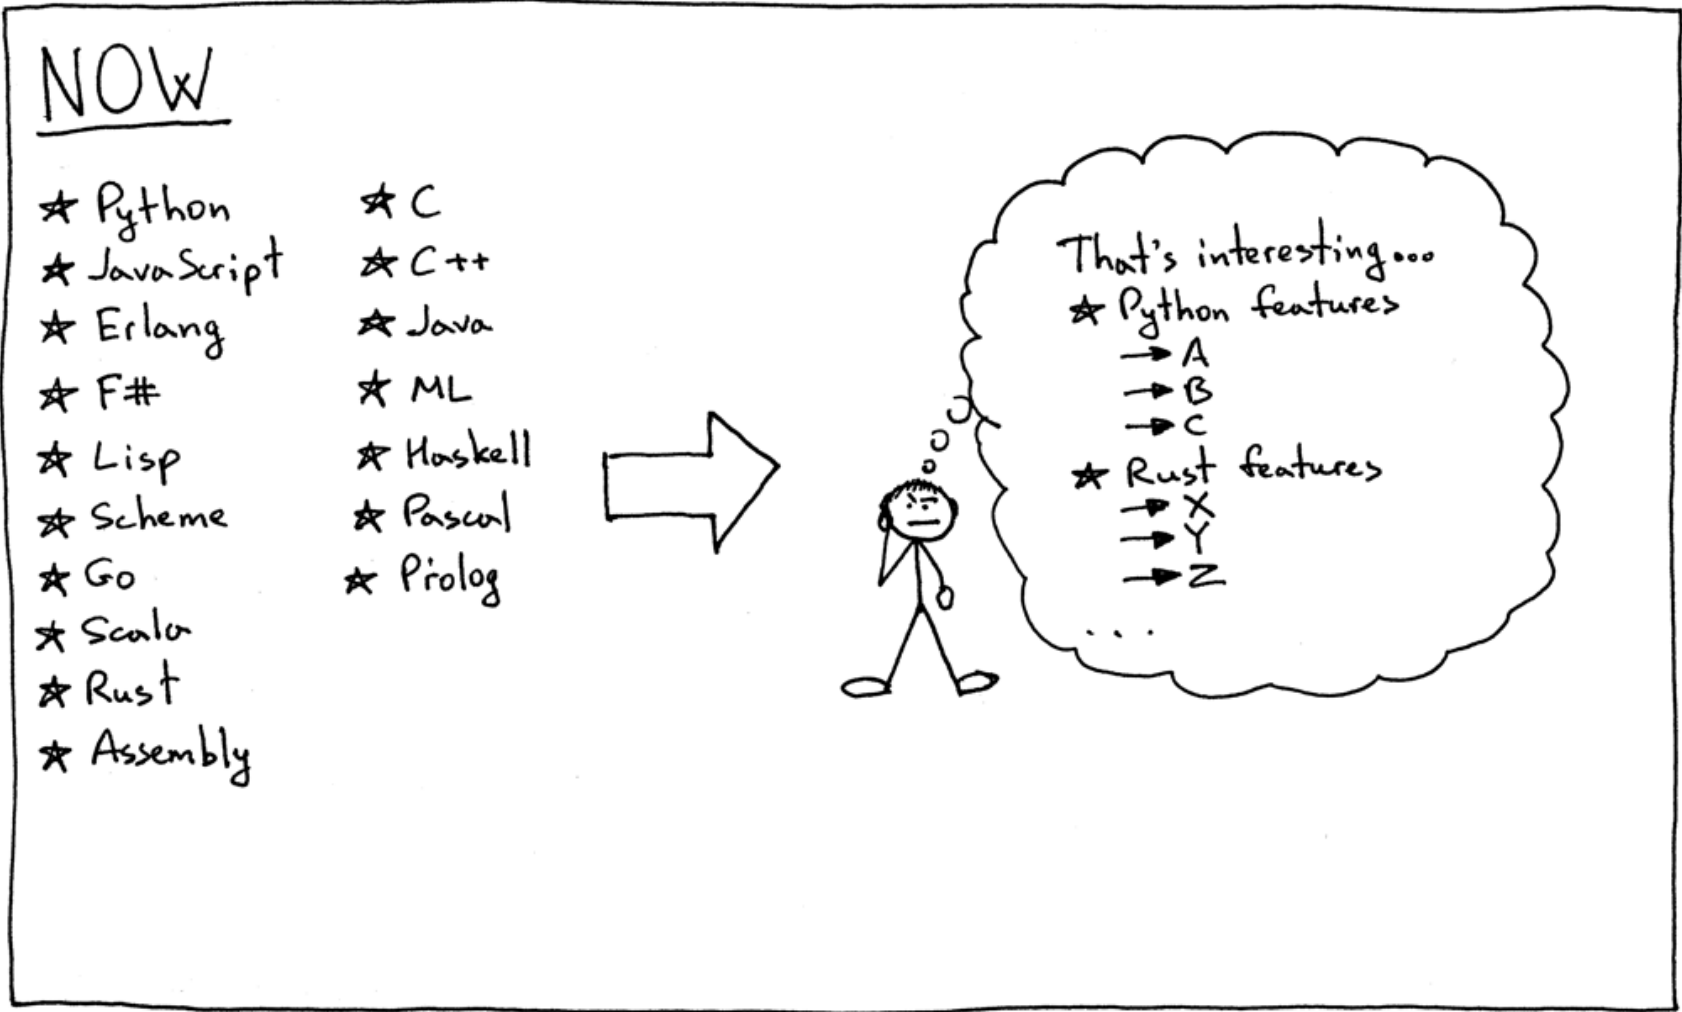 NOW
★ Python
★ JavaScript
★ Erlang
★ F#
★ Lisp
★ Scheme
★ Go
★ Scala
★ Rust
★ Assembly
★ C
★ C++
★ Java
★ ML
★ Haskell
★ Pascal
★ Prolog
That's interesting...
★ Python features
→ A
→ B
→ C
★ Rust features
→ X
→ Y
→ Z
...